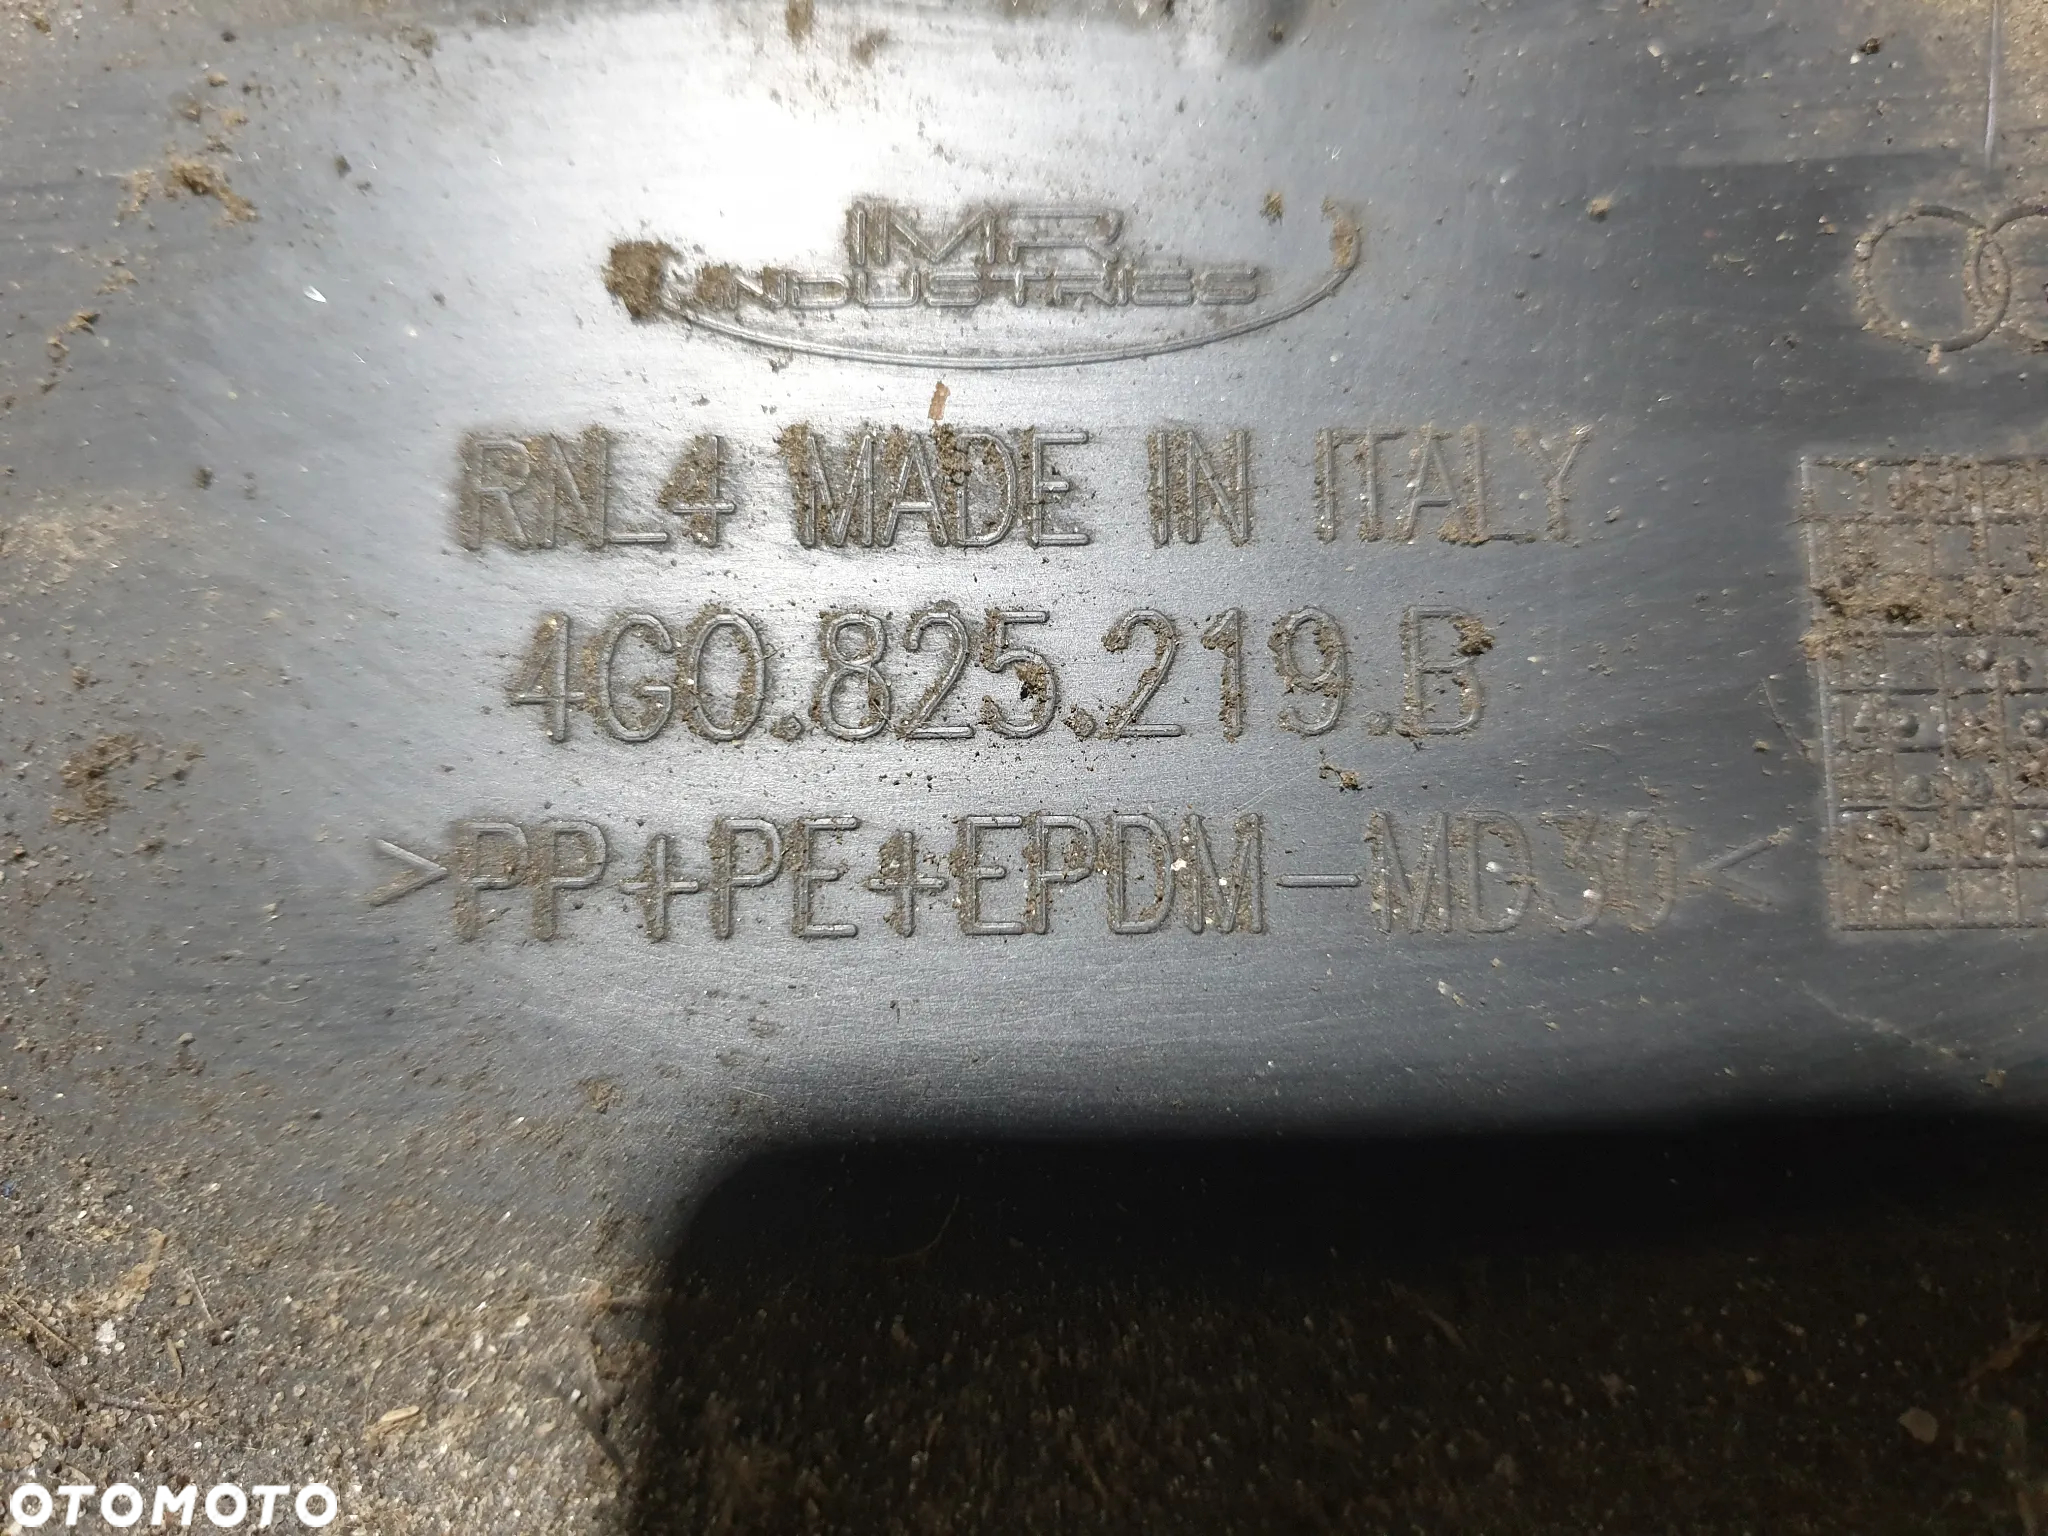 IMR
INDUSTRIES
RNL4 MADE IN ITALY
4G0.825.219.B
>PP+PE+EPDM-MD30<
OTOMOTO